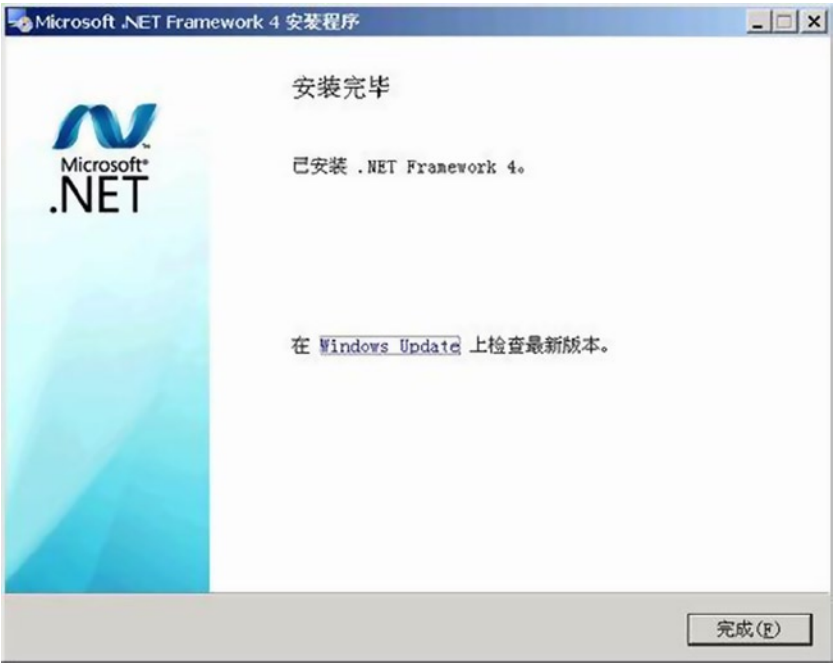 Microsoft .NET Framework 4 安装程序
安装完毕
Microsoft®
.NET™
已安装 .NET Framework 4。
在 Windows Update 上检查最新版本。
完成(F)